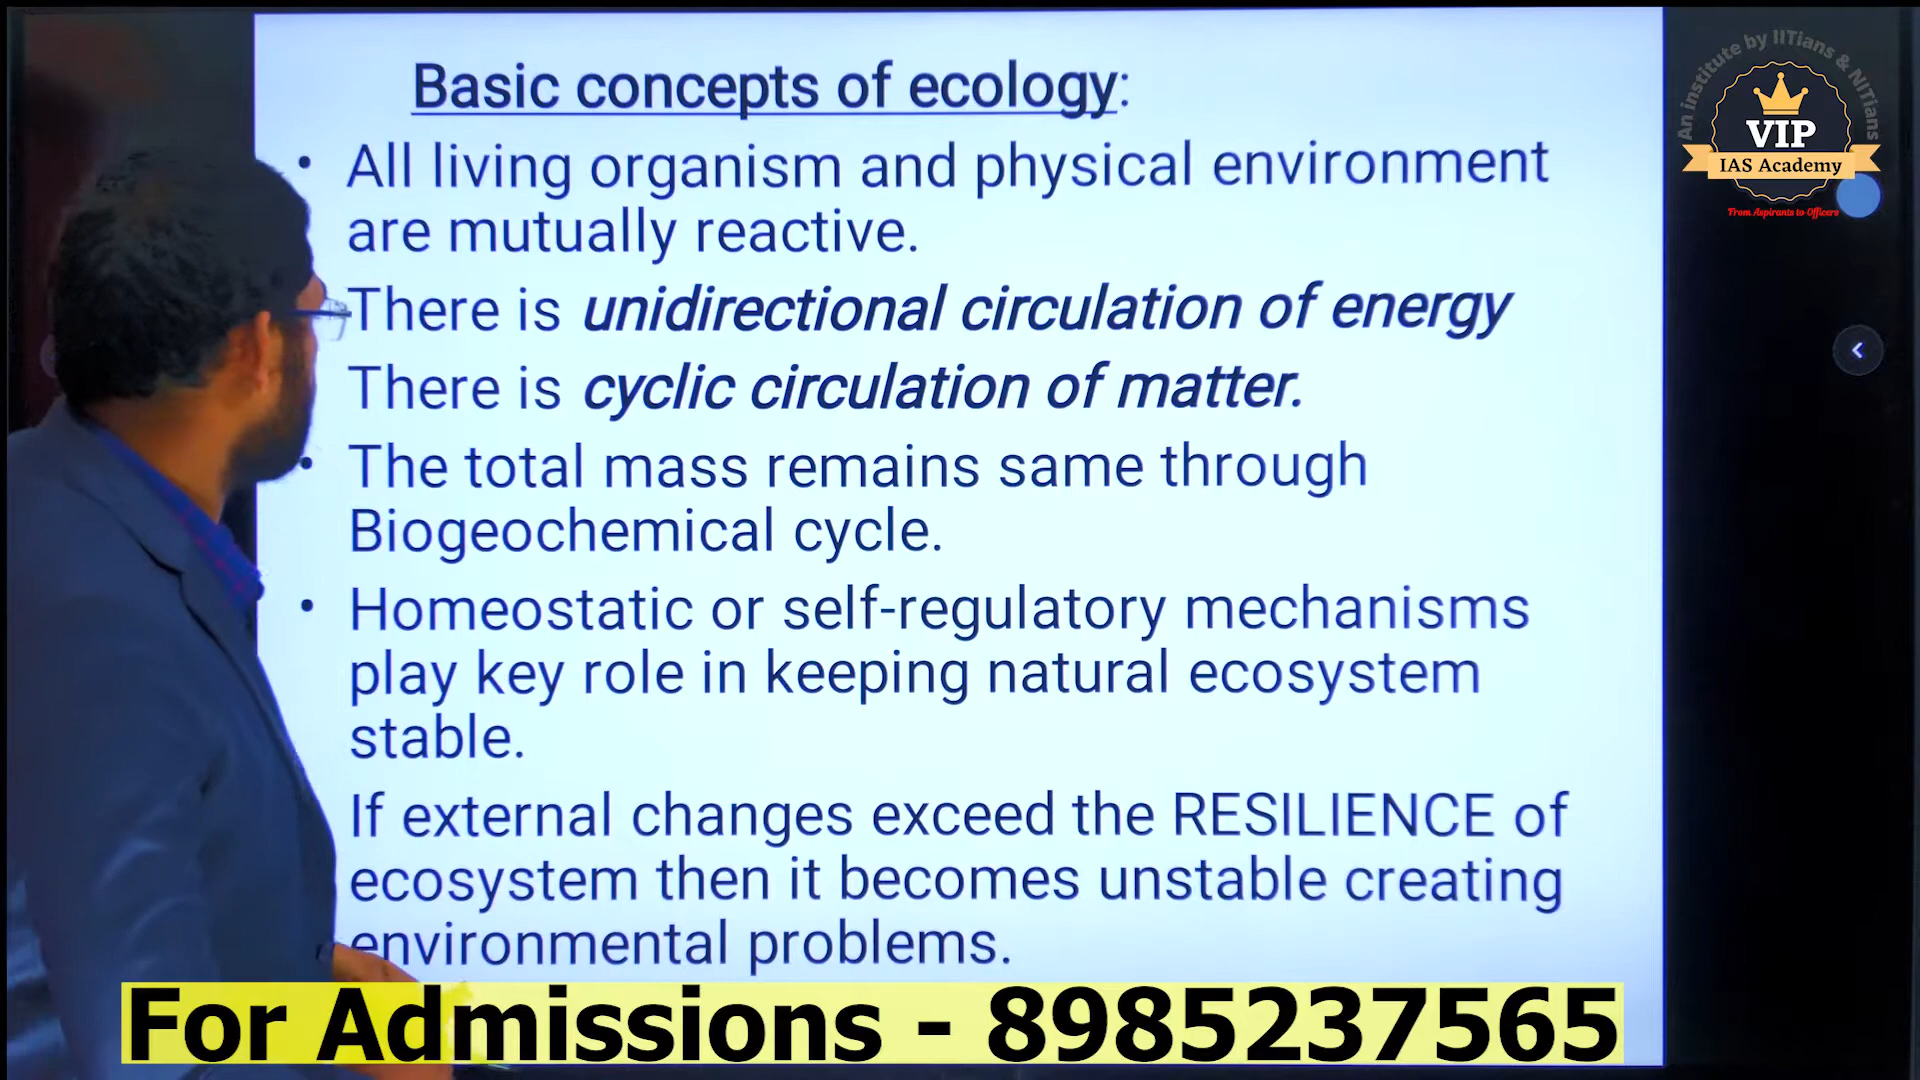 Basic concepts of ecology:
• All living organism and physical environment
are mutually reactive.
There is unidirectional circulation of energy
There is cyclic circulation of matter.
• The total mass remains same through
Biogeochemical cycle.
• Homeostatic or self-regulatory mechanisms
play key role in keeping natural ecosystem
stable.
If external changes exceed the RESILIENCE of
ecosystem then it becomes unstable creating
environmental problems.
For Admissions - 8985237565
An institute by IITians & NITians
VIP
IAS Academy
From Aspirants to Officers